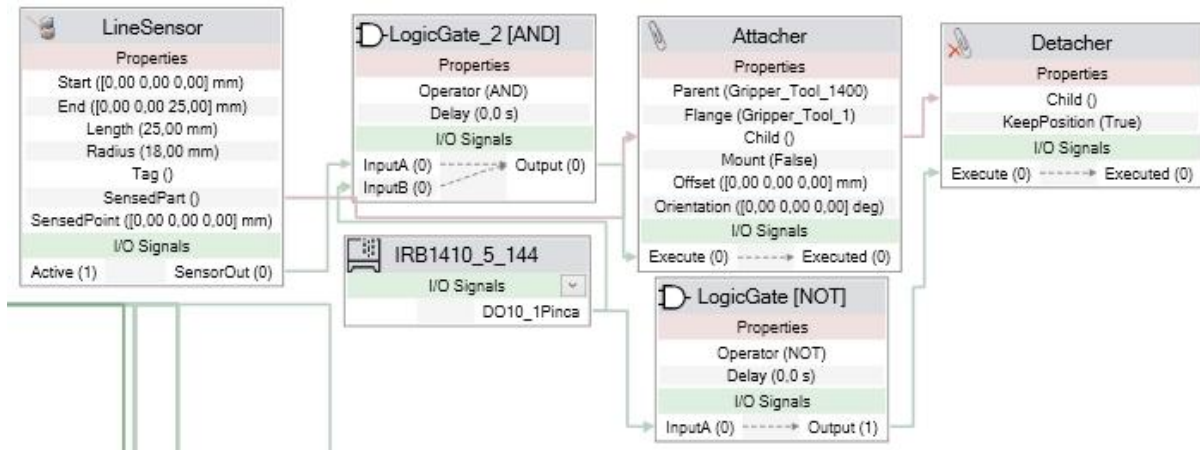 LineSensor
Properties
Start ([0,00 0,00 0,00] mm)
End ([0,00 0,00 25,00] mm)
Length (25,00 mm)
Radius (18,00 mm)
Tag ()
SensedPart ()
SensedPoint ([0,00 0,00 0,00] mm)
I/O Signals
Active (1) SensorOut (0)
LogicGate_2 [AND]
Properties
Operator (AND)
Delay (0,0 s)
I/O Signals
InputA (0) Output (0)
InputB (0)
IRB1410_5_144
I/O Signals
DO10_1Pinca
Attacher
Properties
Parent (Gripper_Tool_1400)
Flange (Gripper_Tool_1)
Child ()
Mount (False)
Offset ([0,00 0,00 0,00] mm)
Orientation ([0,00 0,00 0,00] deg)
I/O Signals
Execute (0) Executed (0)
LogicGate [NOT]
Properties
Operator (NOT)
Delay (0,0 s)
I/O Signals
InputA (0) Output (1)
Detacher
Properties
Child ()
KeepPosition (True)
I/O Signals
Execute (0) Executed (0)